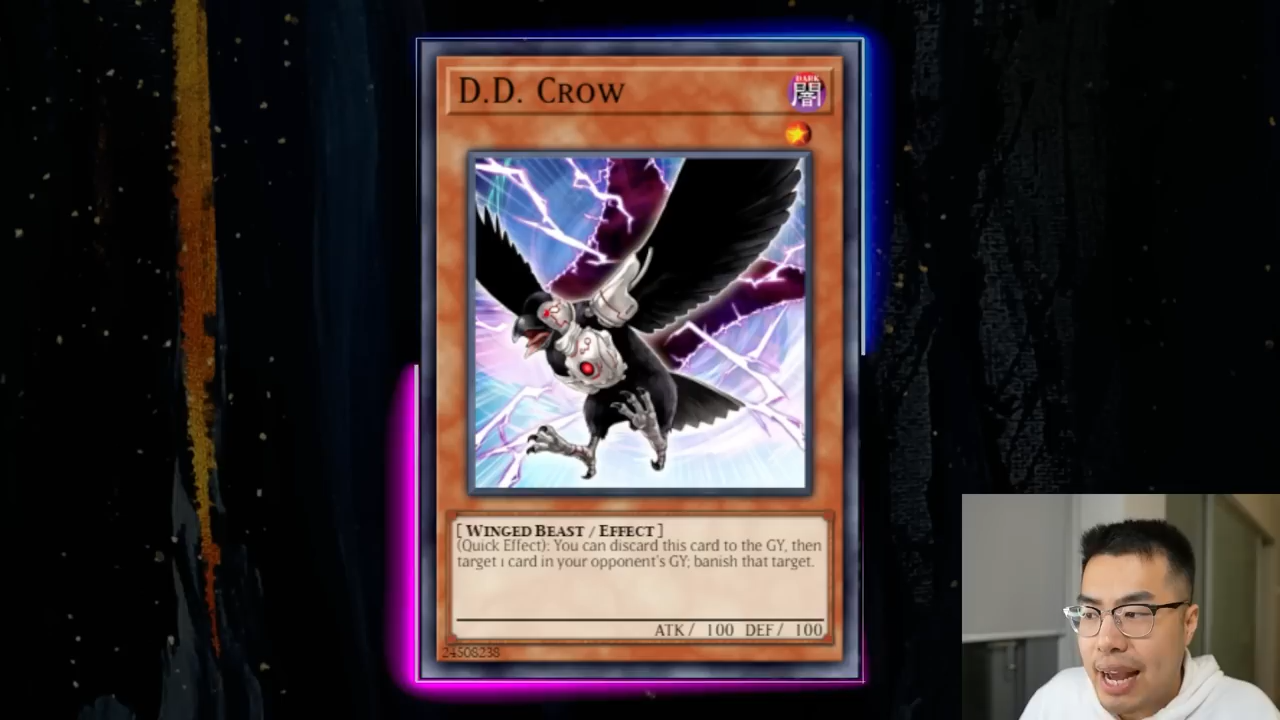 D.D. Crow
DARK
闇
[ Winged Beast / Effect ]
(Quick Effect): You can discard this card to the GY, then
target 1 card in your opponent's GY; banish that target.
ATK / 100 DEF / 100
24508238